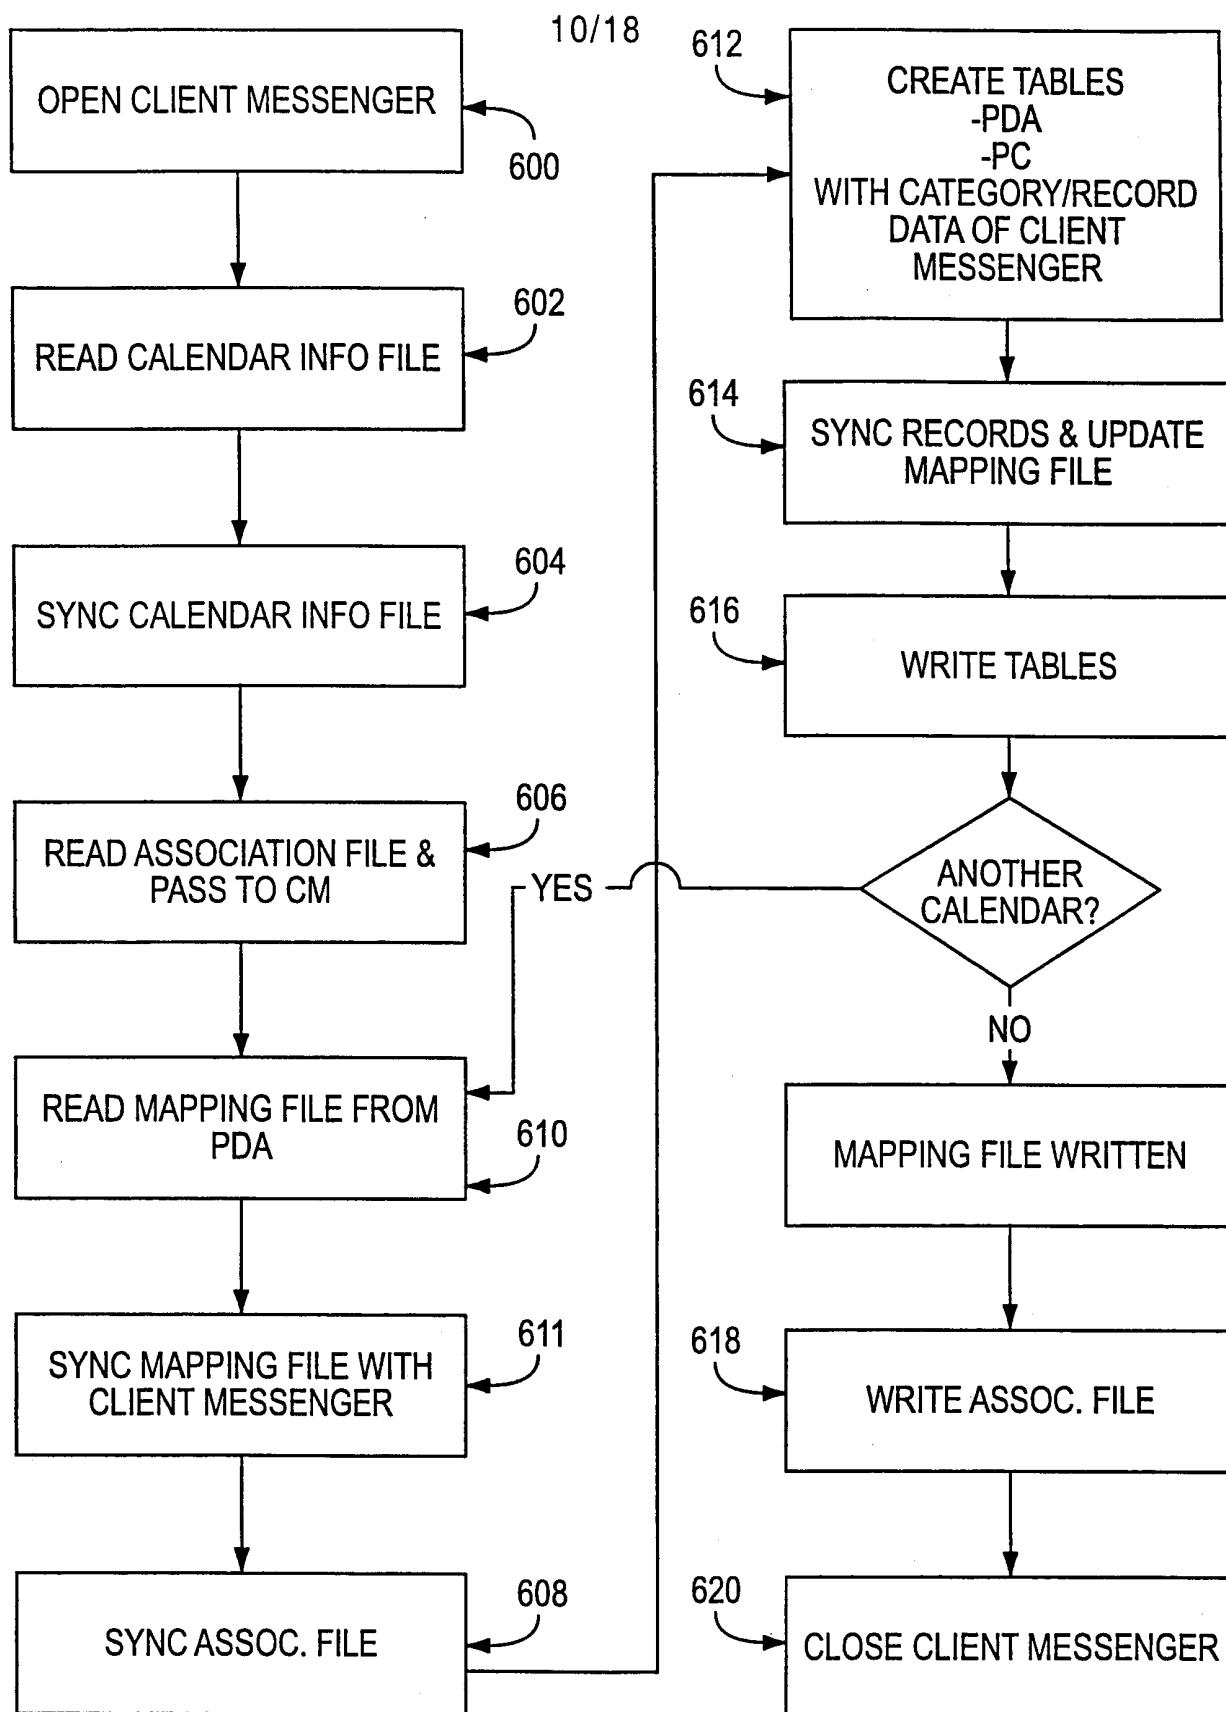 10/18
OPEN CLIENT MESSENGER
600
602
READ CALENDAR INFO FILE
604
SYNC CALENDAR INFO FILE
606
READ ASSOCIATION FILE &
PASS TO CM
READ MAPPING FILE FROM
PDA
610
611
SYNC MAPPING FILE WITH
CLIENT MESSENGER
608
SYNC ASSOC. FILE
612
CREATE TABLES
-PDA
-PC
WITH CATEGORY/RECORD
DATA OF CLIENT
MESSENGER
614
SYNC RECORDS & UPDATE
MAPPING FILE
616
WRITE TABLES
ANOTHER
CALENDAR?
YES
NO
MAPPING FILE WRITTEN
618
WRITE ASSOC. FILE
620
CLOSE CLIENT MESSENGER